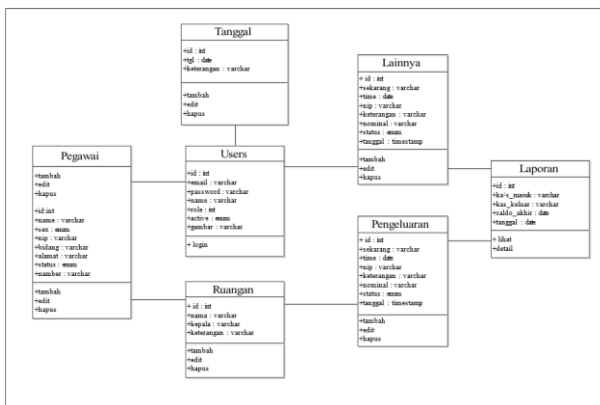 Tanggal
+id : int
+tgl : date
+keterangan : varchar
+tambah
+edit
+hapus
Lainnya
+ id : int
+sekarang : varchar
+time : date
+nip : varchar
+keterangan : varchar
+nominal : varchar
+status : enum
+tanggal : timestamp
+tambah
+edit
+hapus
Pegawai
+tambah
+edit
+hapus
+id:int
+name : varchar
+sex : enum
+nip : varchar
+bidang : varchar
+alamat : varchar
+status : enum
+namber : varchar
+tambah
+edit
+hapus
Users
+id : int
+email : varchar
+password : varchar
+name : varchar
+role : int
+active : enum
+gambar : varchar
+ login
Laporan
+id : int
+ka/s_masuk : varchar
+kas_keluar : varchar
+saldo_akhir : date
+tanggal : date
+ lihat
+detail
Pengeluaran
+ id : int
+sekarang : varchar
+time : date
+nip : varchar
+keterangan : varchar
+nominal : varchar
+status : enum
+tanggal : timestamp
+tambah
+edit
+hapus
Ruangan
+ id : int
+nama : varchar
+kepala : varchar
+keterangan : varchar
+tambah
+edit
+hapus